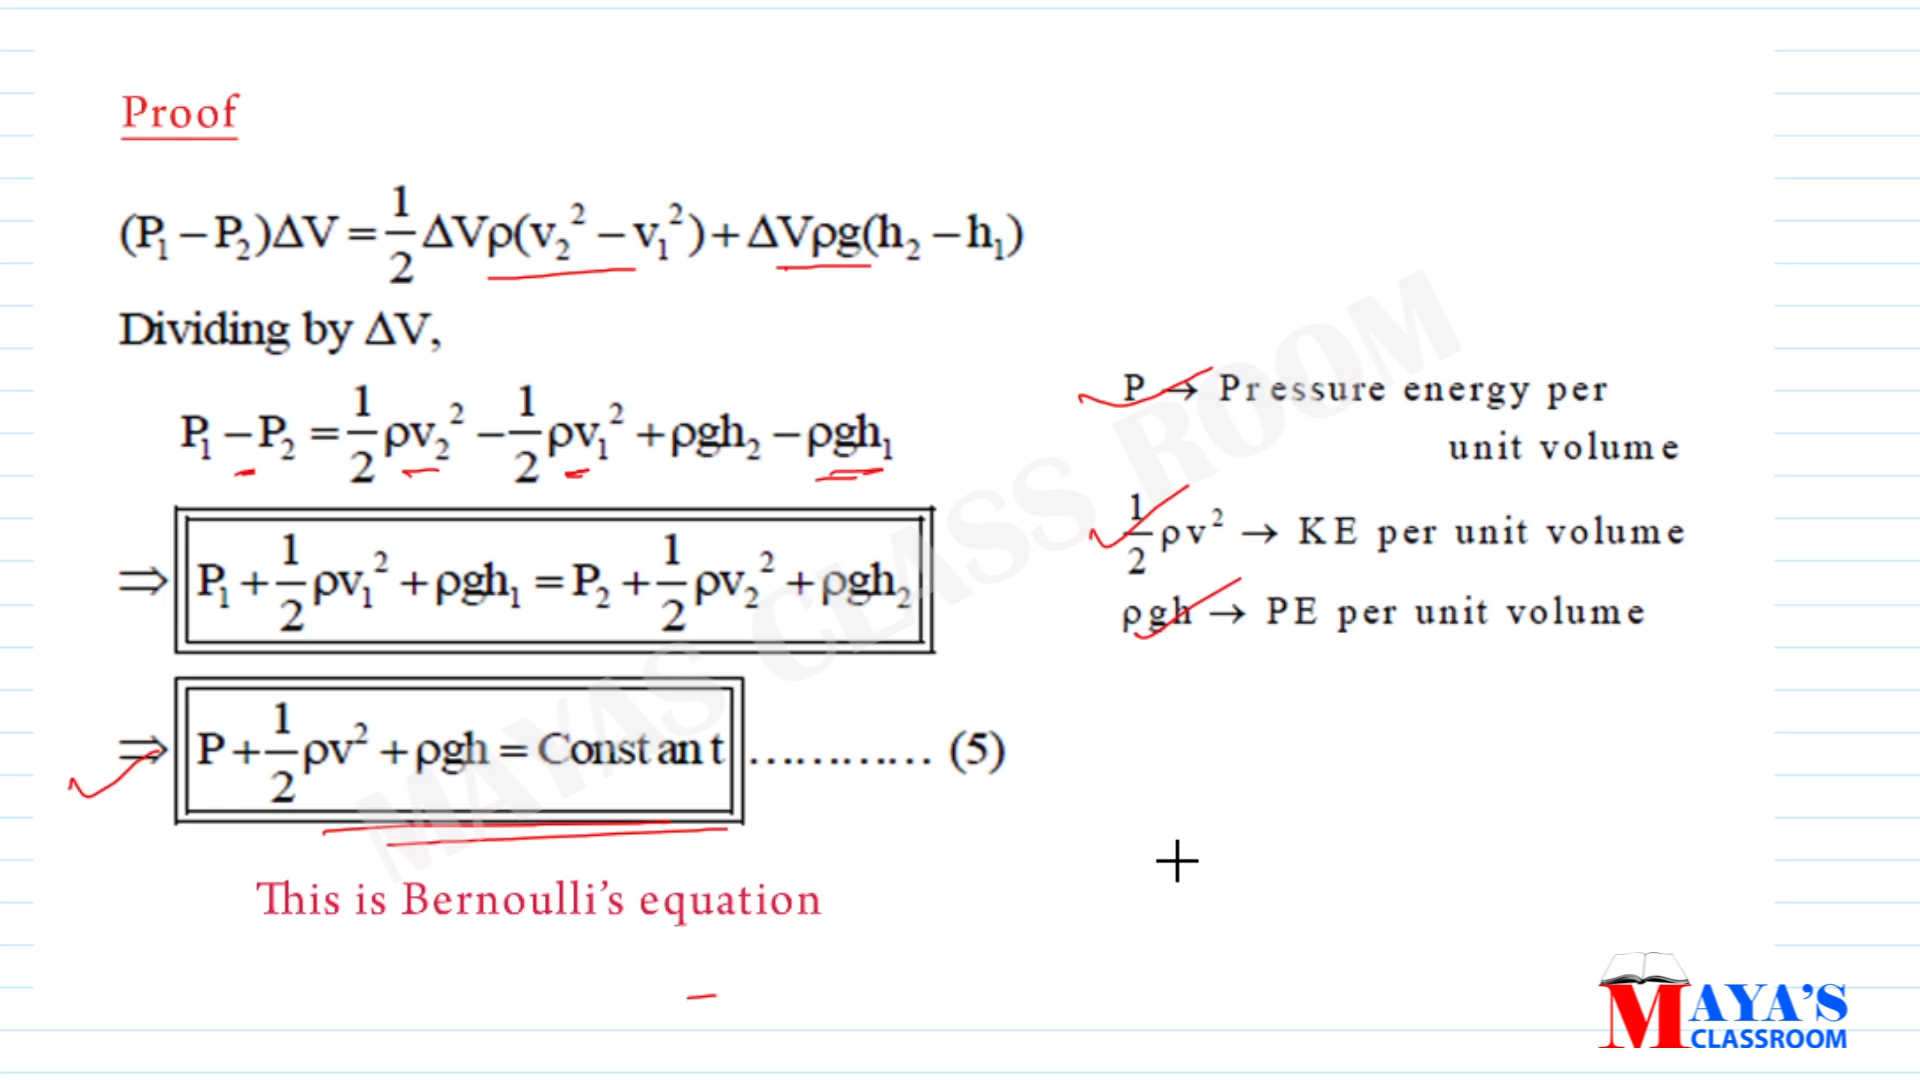 Proof
(P₁ − P₂)ΔV = 1/2 ΔVρ(v₂² − v₁²) + ΔVρg(h₂ − h₁)
Dividing by ΔV,
P₁ − P₂ = 1/2 ρv₂² − 1/2 ρv₁² + ρgh₂ − ρgh₁
⇒ P₁ + 1/2 ρv₁² + ρgh₁ = P₂ + 1/2 ρv₂² + ρgh₂
⇒ P + 1/2 ρv² + ρgh = Constant ………… (5)
This is Bernoulli’s equation
P → Pressure energy per
unit volume
1/2 ρv² → KE per unit volume
ρgh → PE per unit volume
MAYAS CLASS ROOM
MAYA’S
CLASSROOM